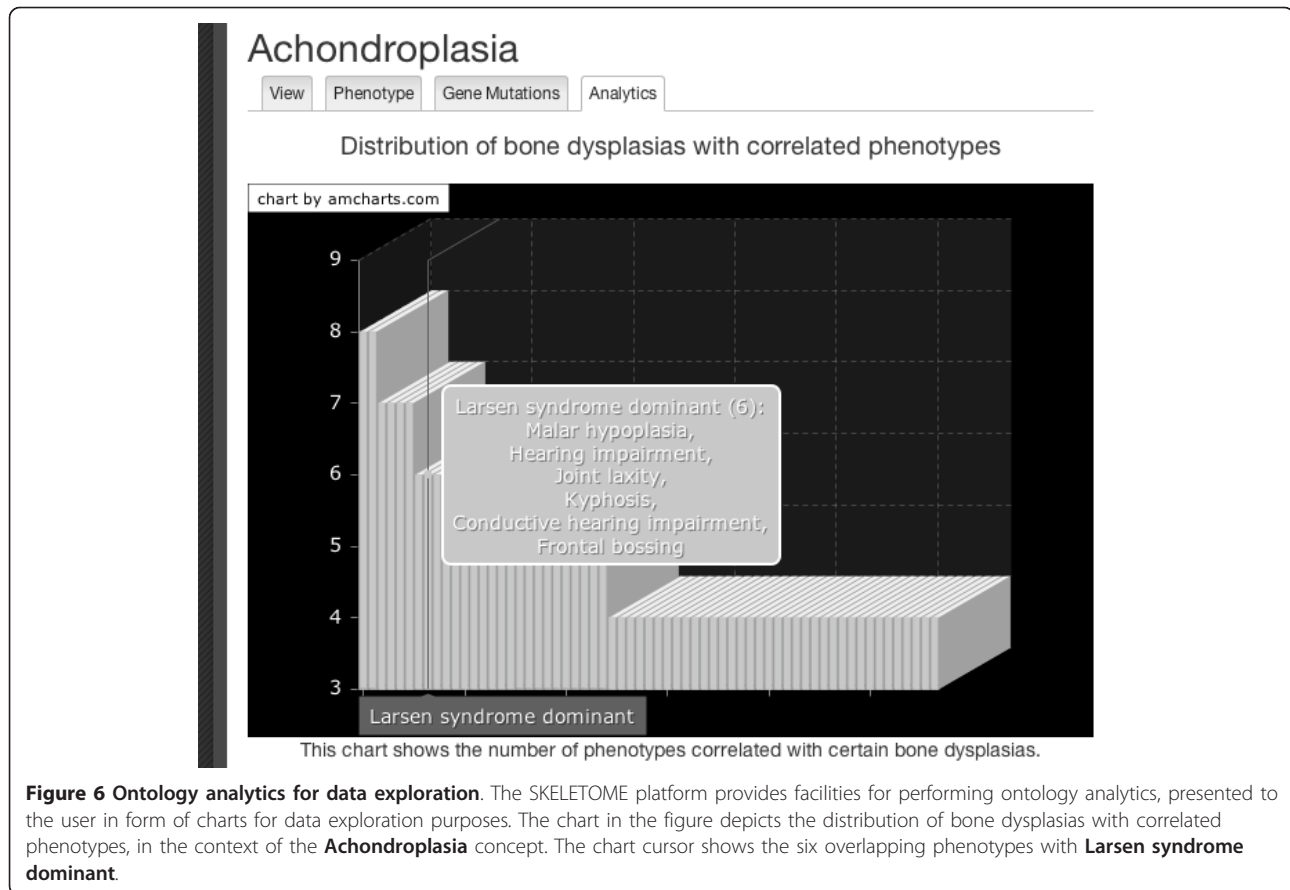 Achondroplasia
View Phenotype Gene Mutations Analytics
Distribution of bone dysplasias with correlated phenotypes
chart by amcharts.com
9
8
7
6
5
4
3
Larsen syndrome dominant (6):
Malar hypoplasia,
Hearing impairment,
Joint laxity,
Kyphosis,
Conductive hearing impairment,
Frontal bossing
Larsen syndrome dominant
This chart shows the number of phenotypes correlated with certain bone dysplasias.
Figure 6 Ontology analytics for data exploration. The SKELETOME platform provides facilities for performing ontology analytics, presented to
the user in form of charts for data exploration purposes. The chart in the figure depicts the distribution of bone dysplasias with correlated
phenotypes, in the context of the Achondroplasia concept. The chart cursor shows the six overlapping phenotypes with Larsen syndrome
dominant.